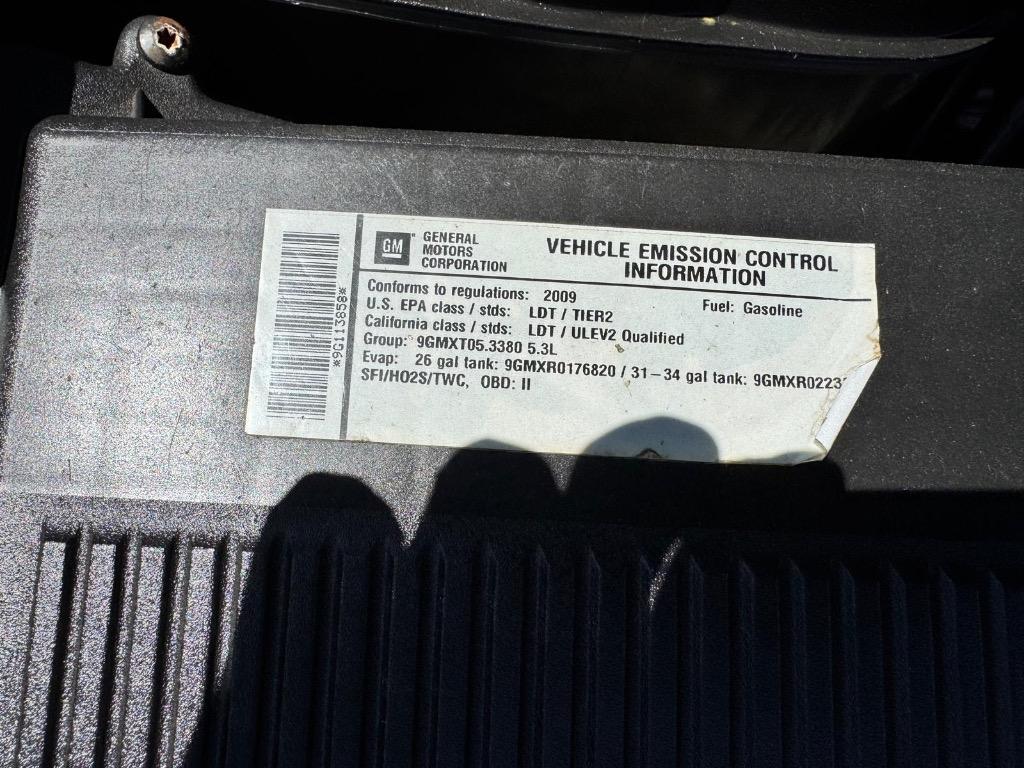 *9G113858*
GM
GENERAL
MOTORS
CORPORATION
VEHICLE EMISSION CONTROL
INFORMATION
Conforms to regulations: 2009
Fuel: Gasoline
U.S. EPA class / stds: LDT / TIER2
California class / stds: LDT / ULEV2 Qualified
Group: 9GMXT05.3380 5.3L
Evap: 26 gal tank: 9GMXR0176820 / 31-34 gal tank:
SFI/HO2S/TWC, OBD: II